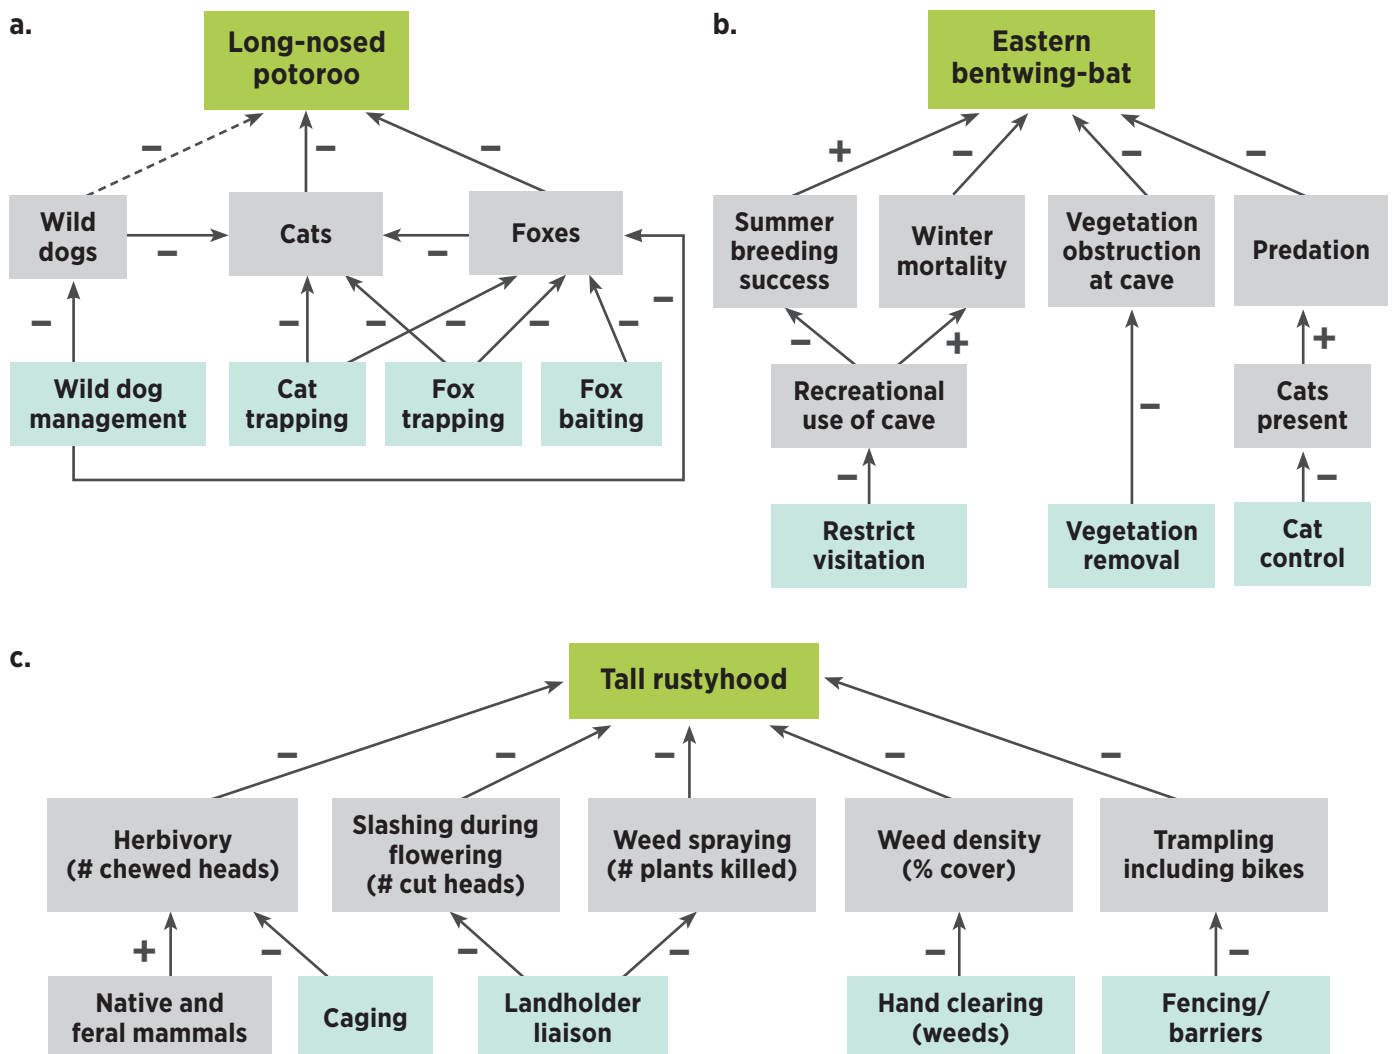 a.
Long-nosed
potoroo
–
–
–
Wild
dogs
–
Cats
–
Foxes
–
–
–
–
–
–
–
Wild dog
management
Cat
trapping
Fox
trapping
Fox
baiting
b.
Eastern
bentwing-bat
+
–
–
–
Summer
breeding
success
Winter
mortality
Vegetation
obstruction
at cave
Predation
–
+
+
Recreational
use of cave
–
Cats
present
–
–
Restrict
visitation
Vegetation
removal
Cat
control
c.
Tall rustyhood
–
–
–
–
–
Herbivory
(# chewed heads)
Slashing during
flowering
(# cut heads)
Weed spraying
(# plants killed)
Weed density
(% cover)
Trampling
including bikes
+
–
–
–
–
–
Native and
feral mammals
Caging
Landholder
liaison
Hand clearing
(weeds)
Fencing/
barriers